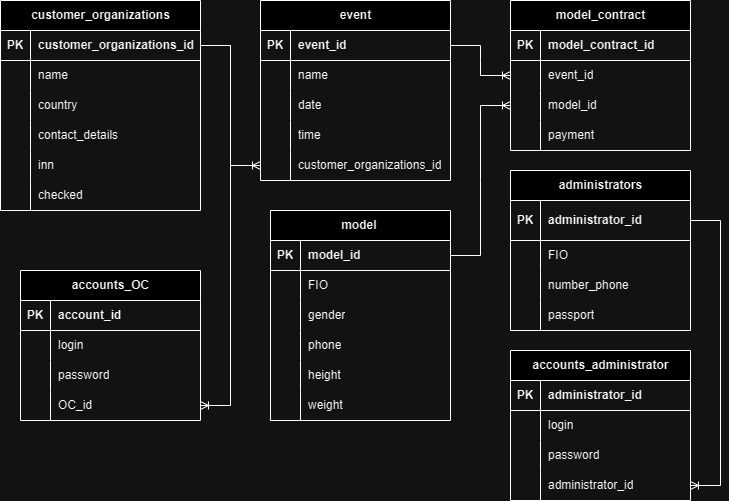 customer_organizations
PK customer_organizations_id
name
country
contact_details
inn
checked
event
PK event_id
name
date
time
customer_organizations_id
model_contract
PK model_contract_id
event_id
model_id
payment
administrators
PK administrator_id
FIO
number_phone
passport
model
PK model_id
FIO
gender
phone
height
weight
accounts_OC
PK account_id
login
password
OC_id
accounts_administrator
PK administrator_id
login
password
administrator_id